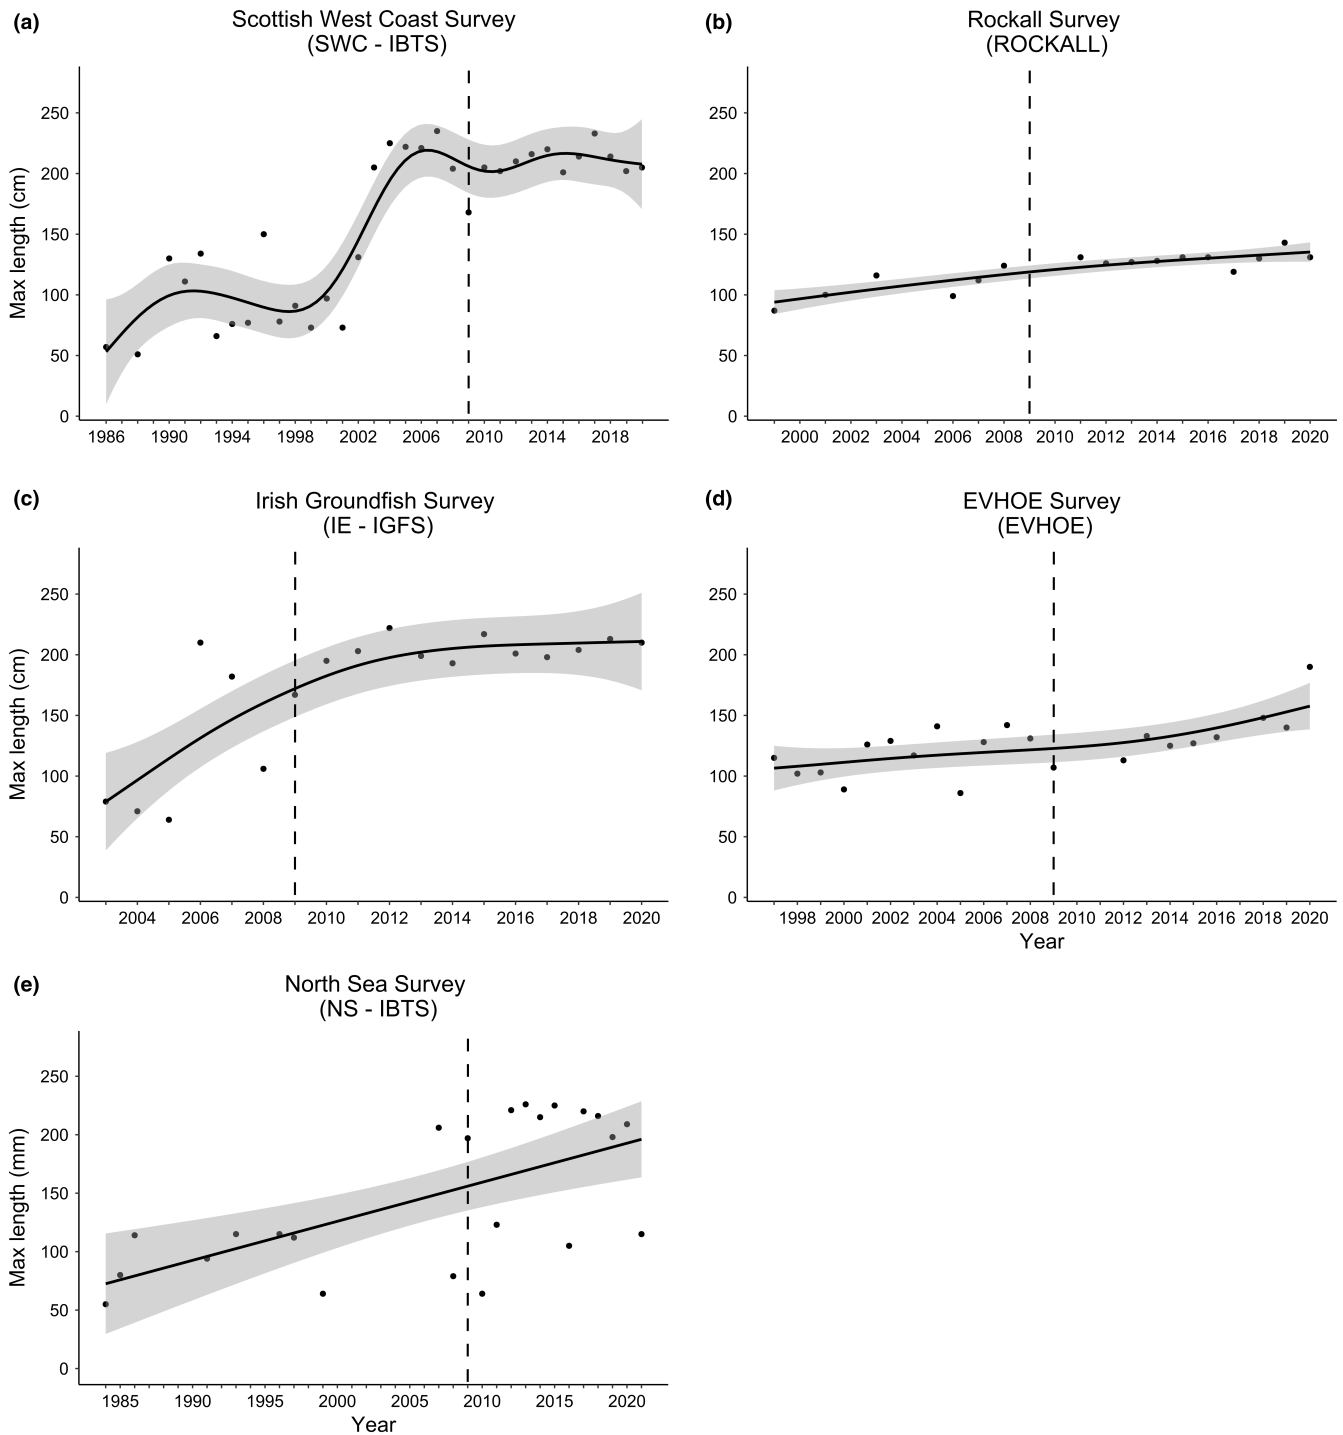 (a)
Scottish West Coast Survey
(SWC - IBTS)
Max length (cm)
250
200
150
100
50
0
1986 1990 1994 1998 2002 2006 2010 2014 2018
(b)
Rockall Survey
(ROCKALL)
250
200
150
100
50
0
2000 2002 2004 2006 2008 2010 2012 2014 2016 2018 2020
(c)
Irish Groundfish Survey
(IE - IGFS)
Max length (cm)
250
200
150
100
50
0
2004 2006 2008 2010 2012 2014 2016 2018 2020
(d)
EVHOE Survey
(EVHOE)
250
200
150
100
50
0
1998 2000 2002 2004 2006 2008 2010 2012 2014 2016 2018 2020
Year
(e)
North Sea Survey
(NS - IBTS)
Max length (mm)
250
200
150
100
50
0
1985 1990 1995 2000 2005 2010 2015 2020
Year